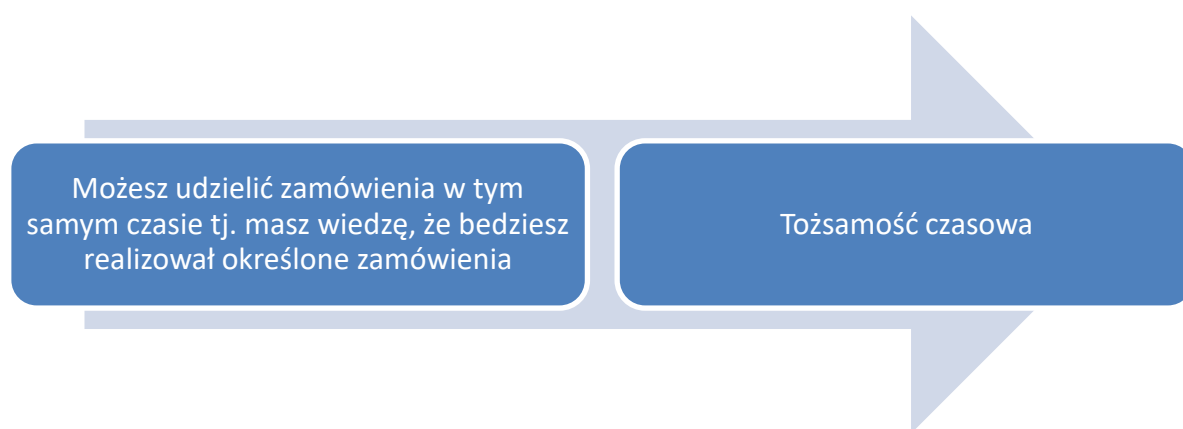 Możesz udzielić zamówienia w tym
samym czasie tj. masz wiedzę, że bedziesz
realizował określone zamówienia
Tożsamość czasowa